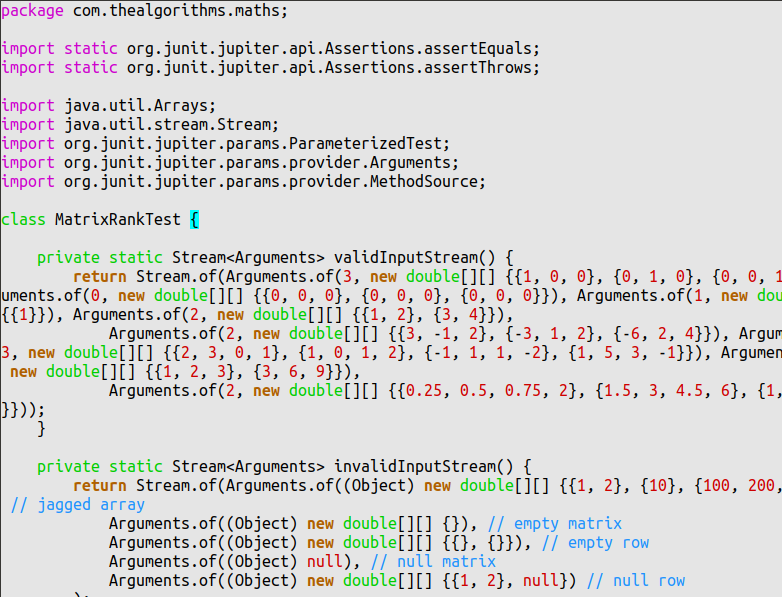 package com.thealgorithms.maths;
import static org.junit.jupiter.api.Assertions.assertEquals;
import static org.junit.jupiter.api.Assertions.assertThrows;
import java.util.Arrays;
import java.util.stream.Stream;
import org.junit.jupiter.params.ParameterizedTest;
import org.junit.jupiter.params.provider.Arguments;
import org.junit.jupiter.params.provider.MethodSource;
class MatrixRankTest {
    private static Stream<Arguments> validInputStream() {
        return Stream.of(Arguments.of(3, new double[][] {{1, 0, 0}, {0, 1, 0}, {0, 0, 1
uments.of(0, new double[][] {{0, 0, 0}, {0, 0, 0}, {0, 0, 0}}), Arguments.of(1, new dou
{{1}}), Arguments.of(2, new double[][] {{1, 2}, {3, 4}}),
            Arguments.of(2, new double[][] {{3, -1, 2}, {-3, 1, 2}, {-6, 2, 4}}), Argum
3, new double[][] {{2, 3, 0, 1}, {1, 0, 1, 2}, {-1, 1, 1, -2}, {1, 5, 3, -1}}), Argumen
 new double[][] {{1, 2, 3}, {3, 6, 9}}),
            Arguments.of(2, new double[][] {{0.25, 0.5, 0.75, 2}, {1.5, 3, 4.5, 6}, {1,
}}));
    }
    private static Stream<Arguments> invalidInputStream() {
        return Stream.of(Arguments.of((Object) new double[][] {{1, 2}, {10}, {100, 200,
 // jagged array
            Arguments.of((Object) new double[][] {}), // empty matrix
            Arguments.of((Object) new double[][] {{}, {}}), // empty row
            Arguments.of((Object) null), // null matrix
            Arguments.of((Object) new double[][] {{1, 2}, null}) // null row